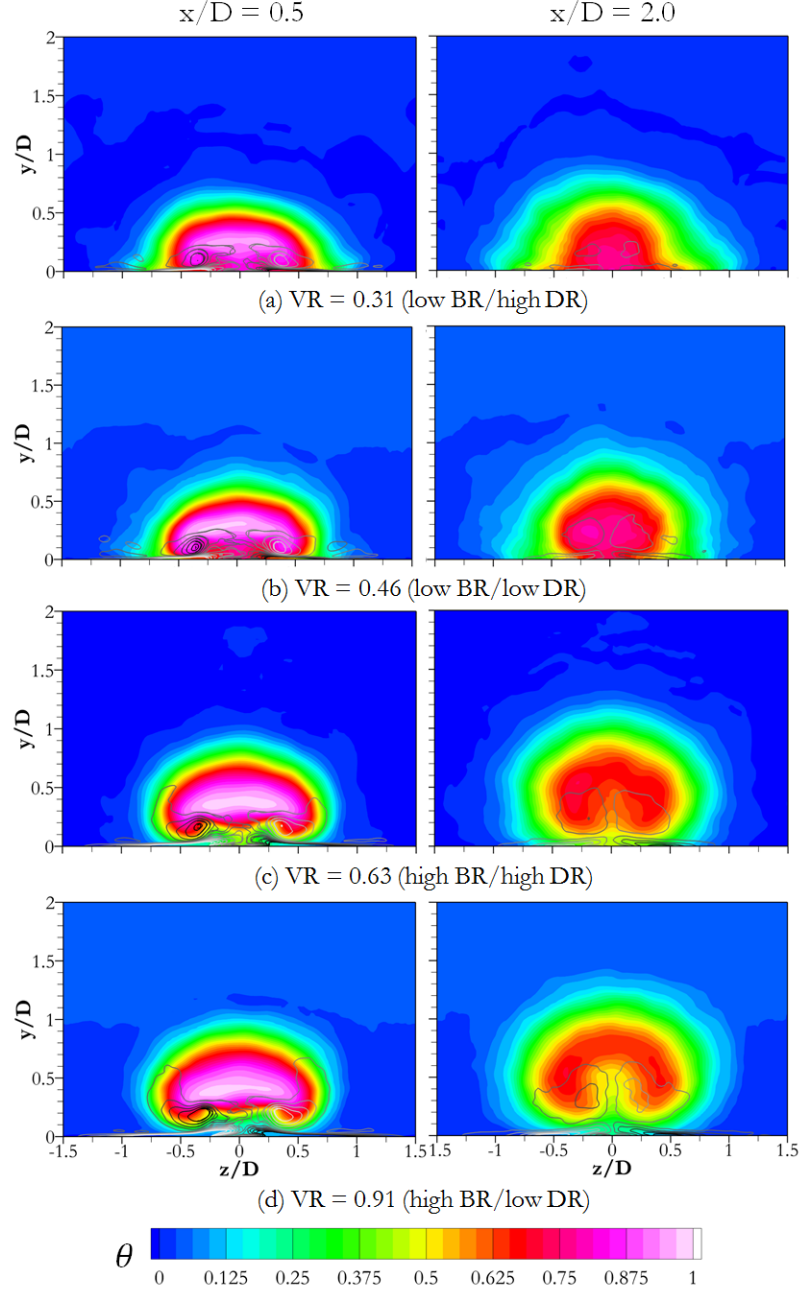 x/D = 0.5 x/D = 2.0
2
1.5
1
0.5
0
y/D
(a) VR = 0.31 (low BR/high DR)
2
1.5
1
0.5
0
y/D
(b) VR = 0.46 (low BR/low DR)
2
1.5
1
0.5
0
y/D
(c) VR = 0.63 (high BR/high DR)
2
1.5
1
0.5
0
y/D
-1.5 -1 -0.5 0 0.5 1 1.5 -1 -0.5 0 0.5 1 1.5
z/D z/D
(d) VR = 0.91 (high BR/low DR)
θ
0 0.125 0.25 0.375 0.5 0.625 0.75 0.875 1